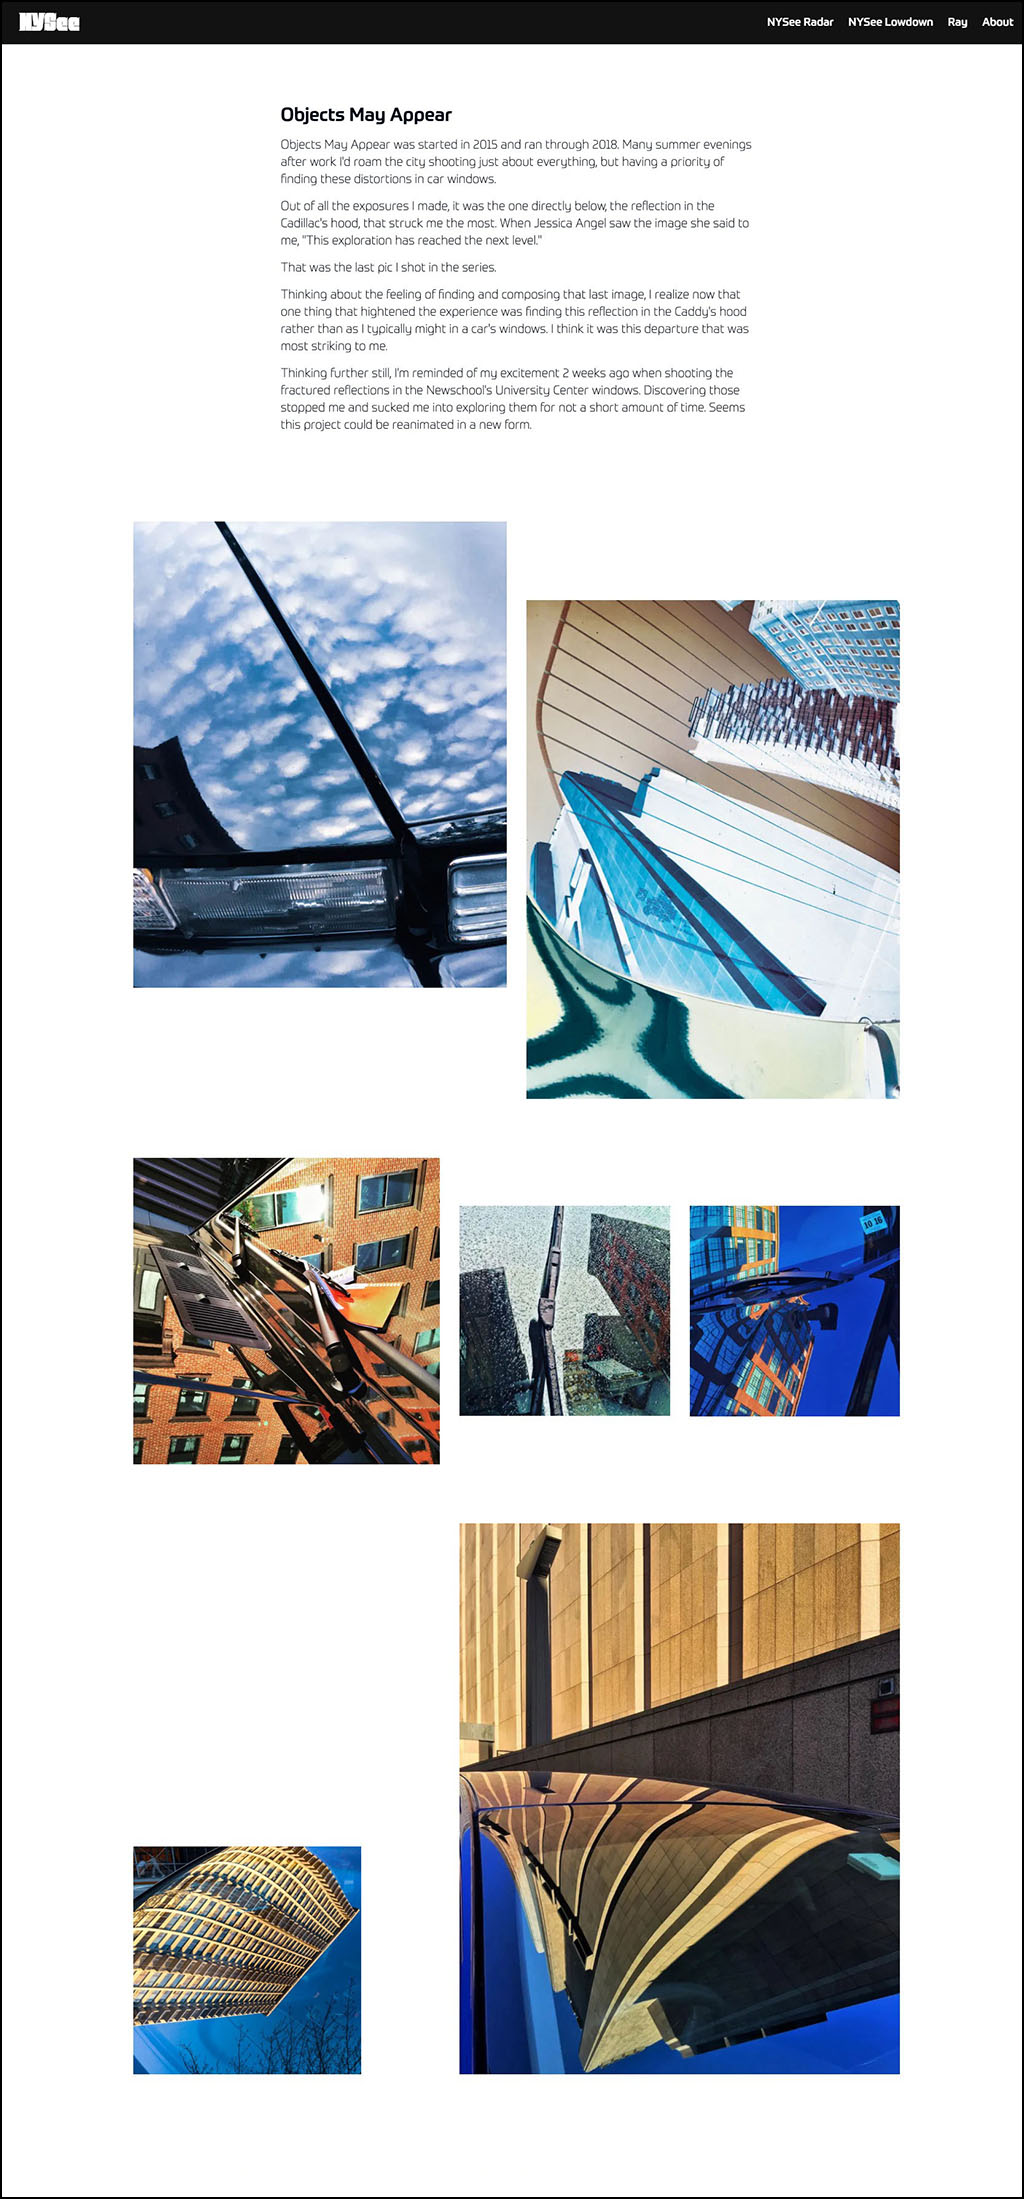 NYSee
NYSee Radar NYSee Lowdown Ray About
Objects May Appear
Objects May Appear was started in 2015 and ran through 2018. Many summer evenings
after work I'd roam the city shooting just about everything, but having a priority of
finding these distortions in car windows.
Out of all the exposures I made, it was the one directly below, the reflection in the
Cadillac's hood, that struck me the most. When Jessica Angel saw the image she said to
me, "This exploration has reached the next level."
That was the last pic I shot in the series.
Thinking about the feeling of finding and composing that last image, I realize now that
one thing that hightened the experience was finding this reflection in the Caddy's hood
rather than as I typically might in a car's windows. I think it was this departure that was
most striking to me.
Thinking further still, I'm reminded of my excitement 2 weeks ago when shooting the
fractured reflections in the Newschool's University Center windows. Discovering those
stopped me and sucked me into exploring them for not a short amount of time. Seems
this project could be reanimated in a new form.
10 16